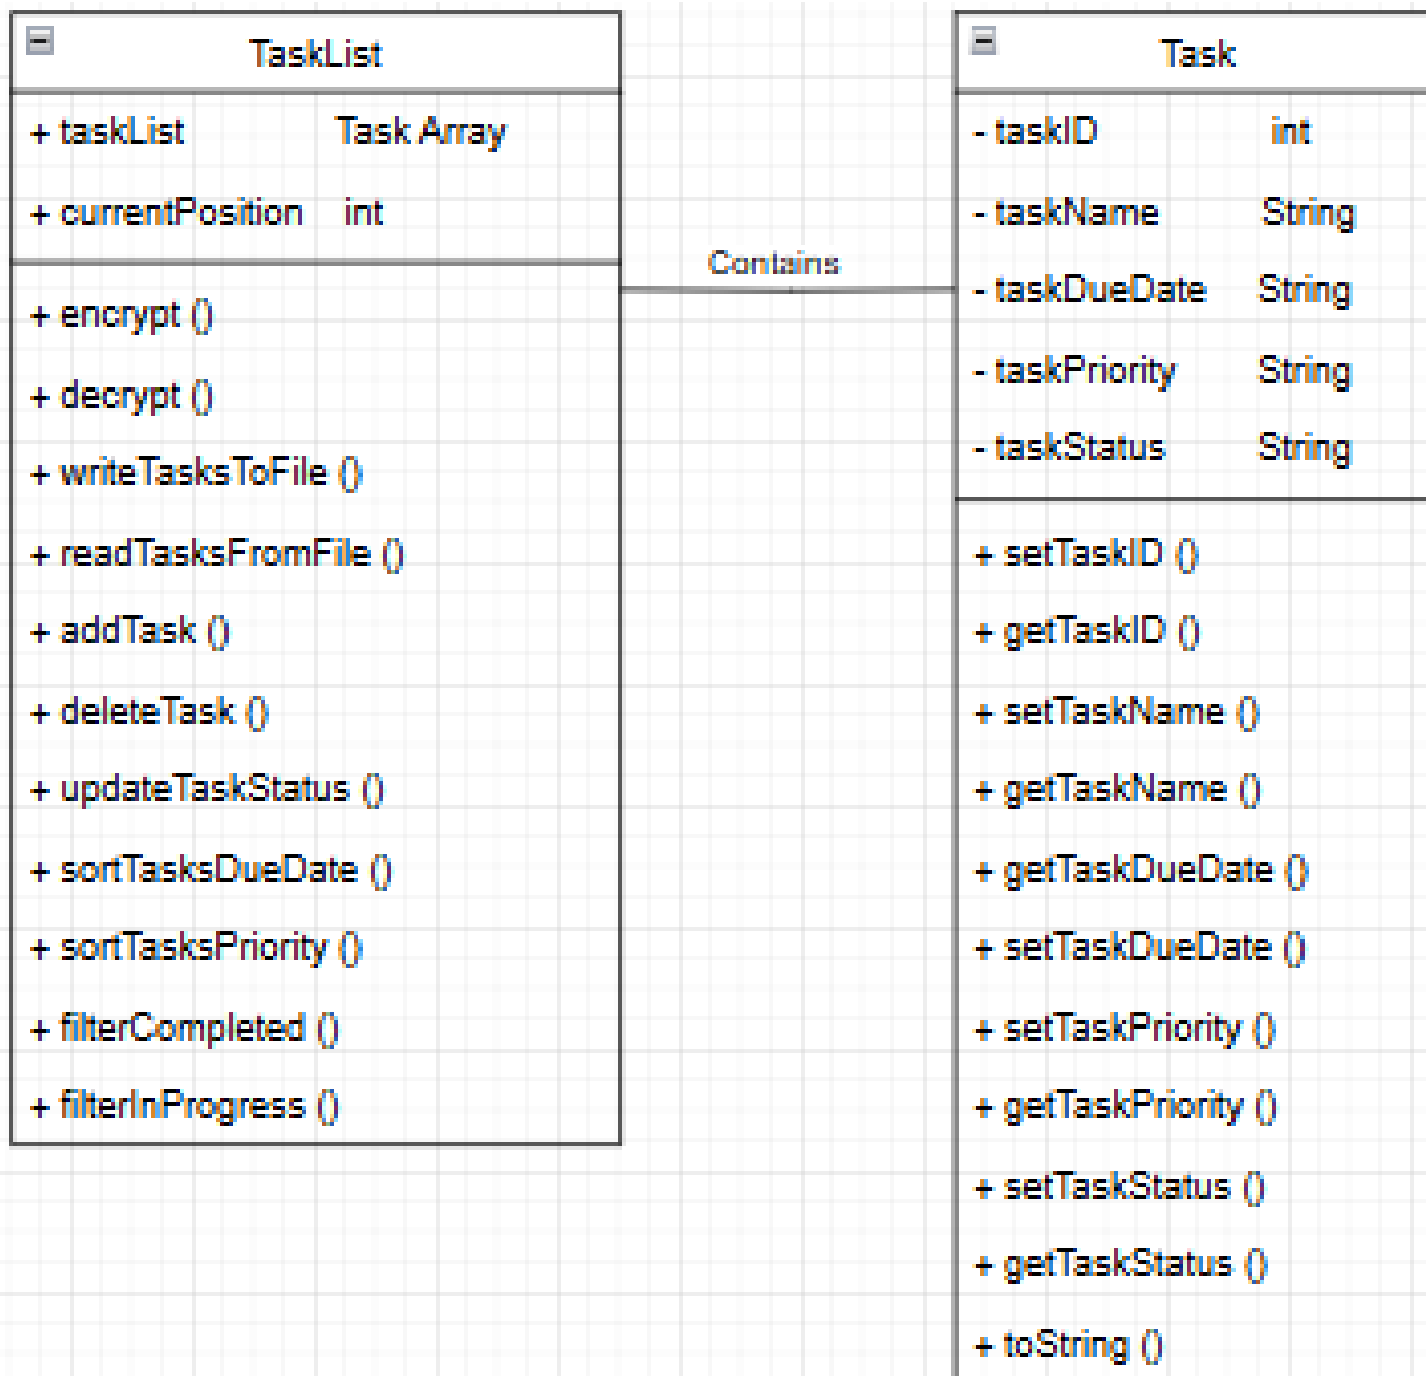 TaskList
+ taskList Task Array
+ currentPosition int
+ encrypt ()
+ decrypt ()
+ writeTasksToFile ()
+ readTasksFromFile ()
+ addTask ()
+ deleteTask ()
+ updateTaskStatus ()
+ sortTasksDueDate ()
+ sortTasksPriority ()
+ filterCompleted ()
+ filterInProgress ()
Contains
Task
- taskID int
- taskName String
- taskDueDate String
- taskPriority String
- taskStatus String
+ setTaskID ()
+ getTaskID ()
+ setTaskName ()
+ getTaskName ()
+ getTaskDueDate ()
+ setTaskDueDate ()
+ setTaskPriority ()
+ getTaskPriority ()
+ setTaskStatus ()
+ getTaskStatus ()
+ toString ()